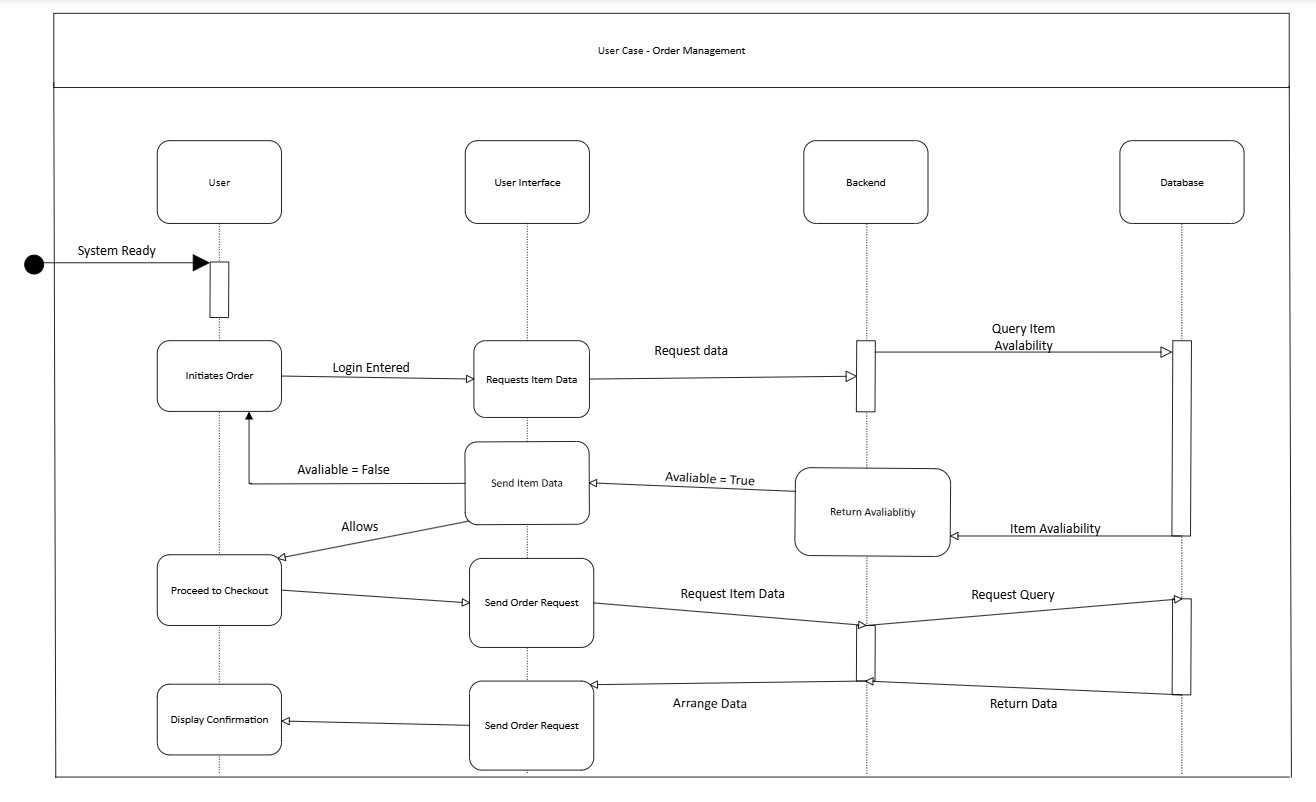 User Case - Order Management
User
User Interface
Backend
Database
System Ready
Query Item
Avalability
Request data
Login Entered
Initiates Order
Requests Item Data
Avaliable = False
Avaliable = True
Send Item Data
Return Avaliablitiy
Allows
Item Avaliability
Proceed to Checkout
Send Order Request
Request Item Data
Request Query
Arrange Data
Return Data
Display Confirmation
Send Order Request